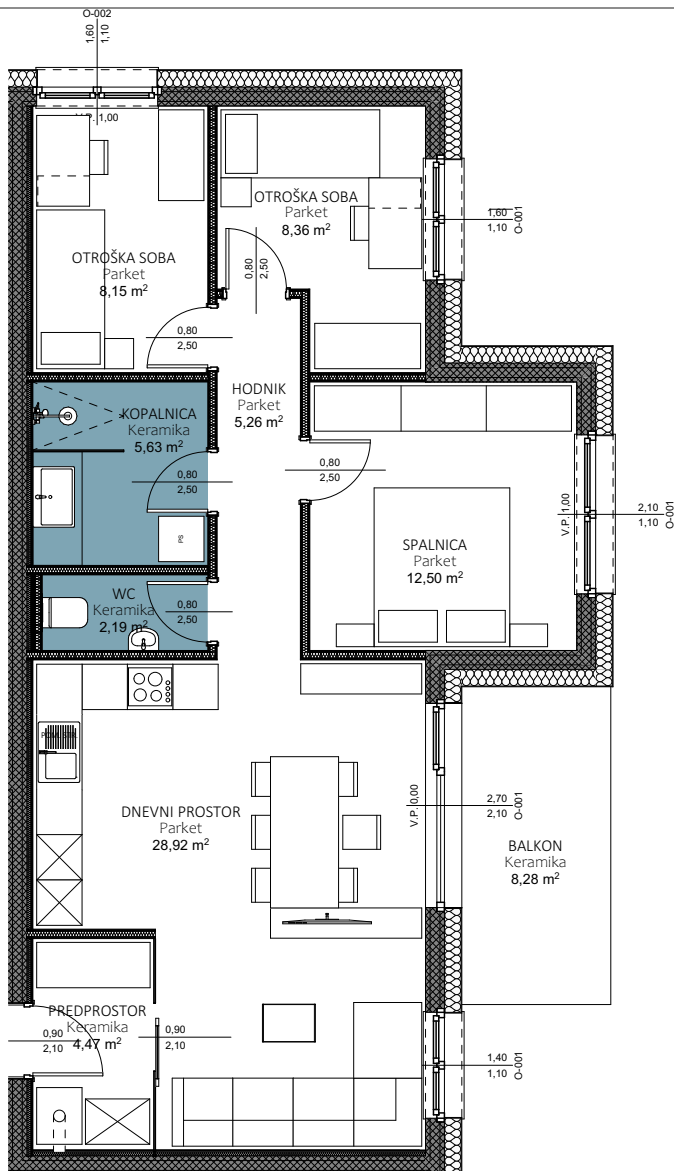 O-002
1,60
1,10
V.P. 1,00
OTROŠKA SOBA
Parket
8,36 m²
1,60
1,10
O-001
OTROŠKA SOBA
Parket
8,15 m²
0,80
2,50
0,80
2,50
HODNIK
Parket
5,26 m²
KOPALNICA
Keramika
5,63 m²
0,80
2,50
0,80
2,50
PS
V.P. 1,00
2,10
1,10
O-001
SPALNICA
Parket
12,50 m²
WC
Keramika
2,19 m²
0,80
2,50
DNEVNI PROSTOR
Parket
28,92 m²
V.P. 0,00
2,70
2,10
O-001
BALKON
Keramika
8,28 m²
PREDPROSTOR
Keramika
4,47 m²
0,90
2,10
0,90
2,10
1,40
1,10
O-001